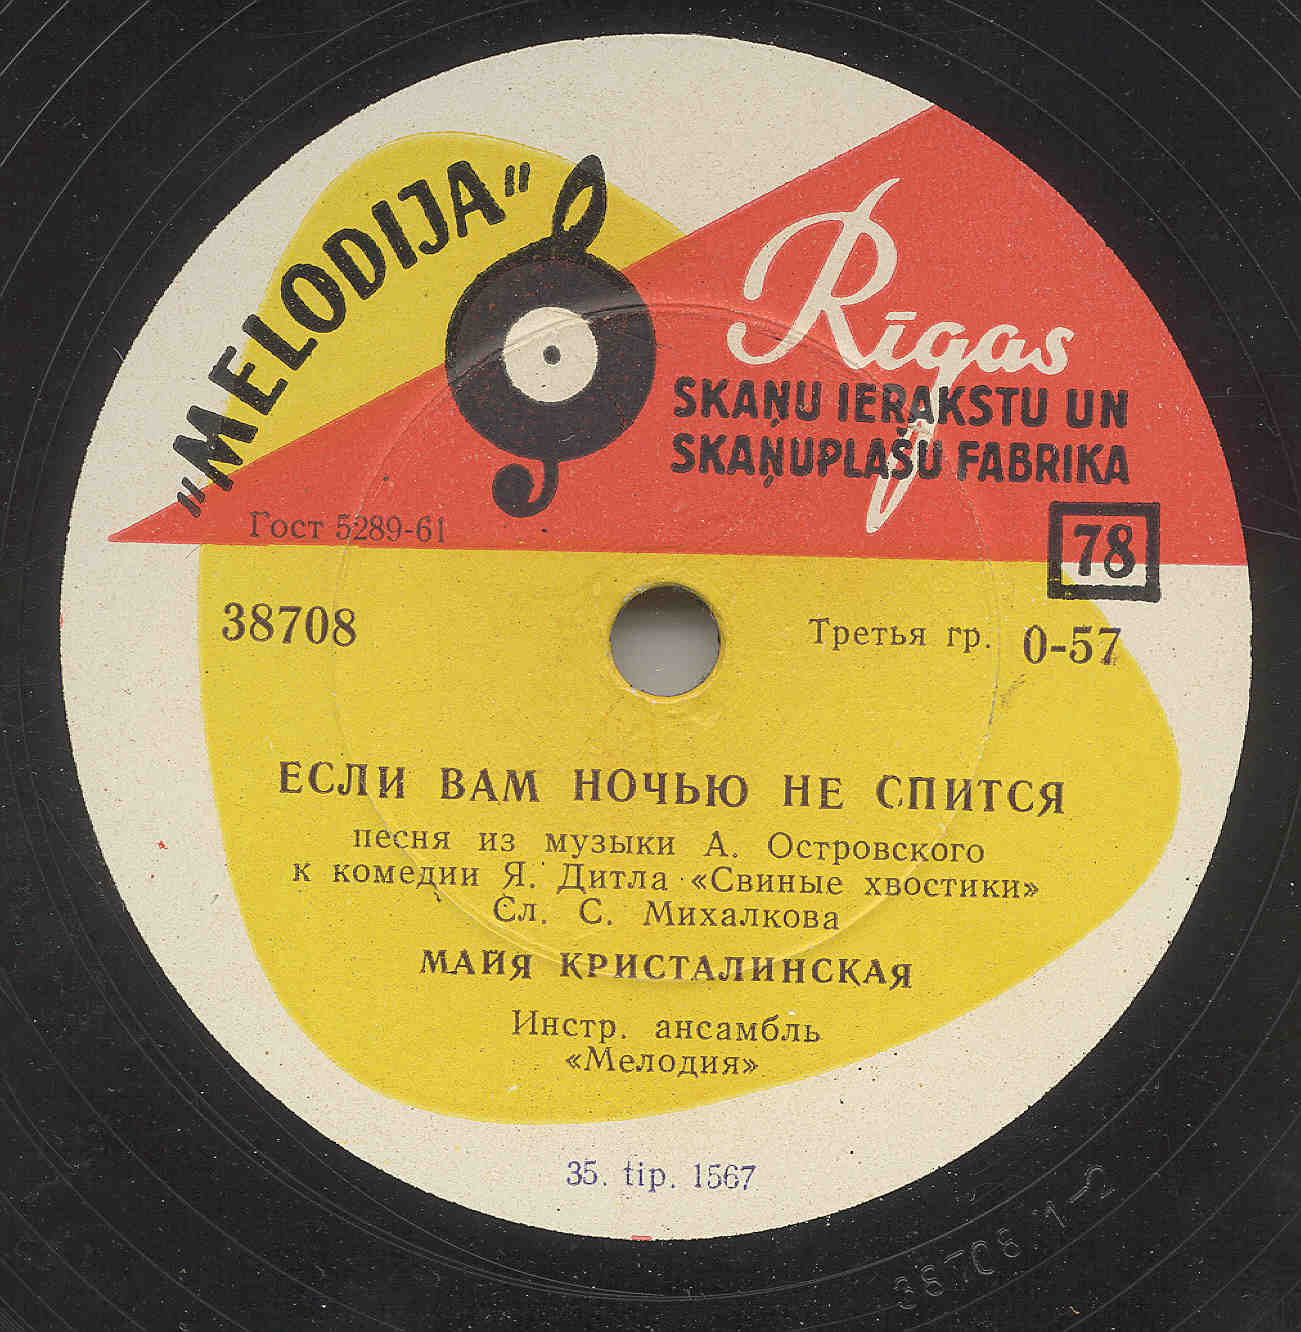 "MELODIJA"
Rīgas
SKAŅU IERAKSTU UN
SKAŅUPLAŠU FABRIKA
Гост 5289-61
78
38708
Третья гр. 0-57
ЕСЛИ ВАМ НОЧЬЮ НЕ СПИТСЯ
песня из музыки А. Островского
к комедии Я. Дитла «Свиные хвостики»
Сл. С. Михалкова
МАЙЯ КРИСТАЛИНСКАЯ
Инстр. ансамбль
«Мелодия»
35. tip. 1567
38708 1-2